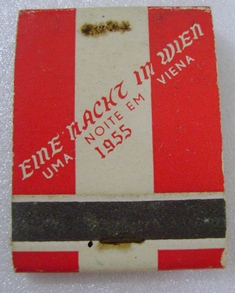 EINE NACHT IN WIEN
UMA NOITE EM VIENA
1955